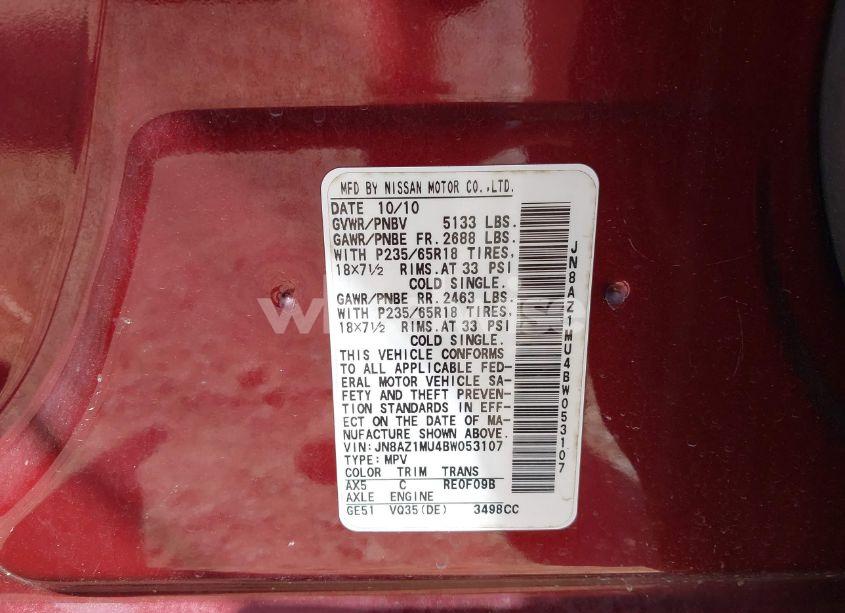 MFD BY NISSAN MOTOR CO.,LTD.
DATE 10/10
GVWR/PNBV 5133 LBS.
GAWR/PNBE FR. 2688 LBS.
WITH P235/65R18 TIRES,
18×7½ RIMS. AT 33 PSI
COLD SINGLE.
GAWR/PNBE RR. 2463 LBS.
WITH P235/65R18 TIRES,
18×7½ RIMS. AT 33 PSI
COLD SINGLE.
THIS VEHICLE CONFORMS
TO ALL APPLICABLE FED-
ERAL MOTOR VEHICLE SA-
FETY AND THEFT PREVEN-
TION STANDARDS IN EFF-
ECT ON THE DATE OF MA-
NUFACTURE SHOWN ABOVE.
VIN: JN8AZ1MU4BW053107
TYPE: MPV
COLOR TRIM TRANS
AX5 C RE0F09B
AXLE ENGINE
GE51 VQ35(DE) 3498CC
JN8AZ1MU4BW053107